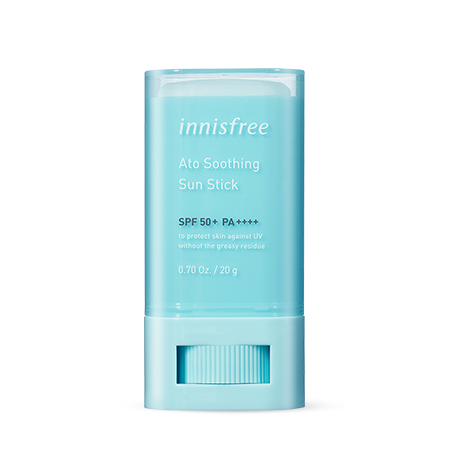 innisfree
Ato Soothing
Sun Stick
SPF 50+ PA++++
to protect skin against UV
without the greasy residue
0.70 Oz. / 20 g